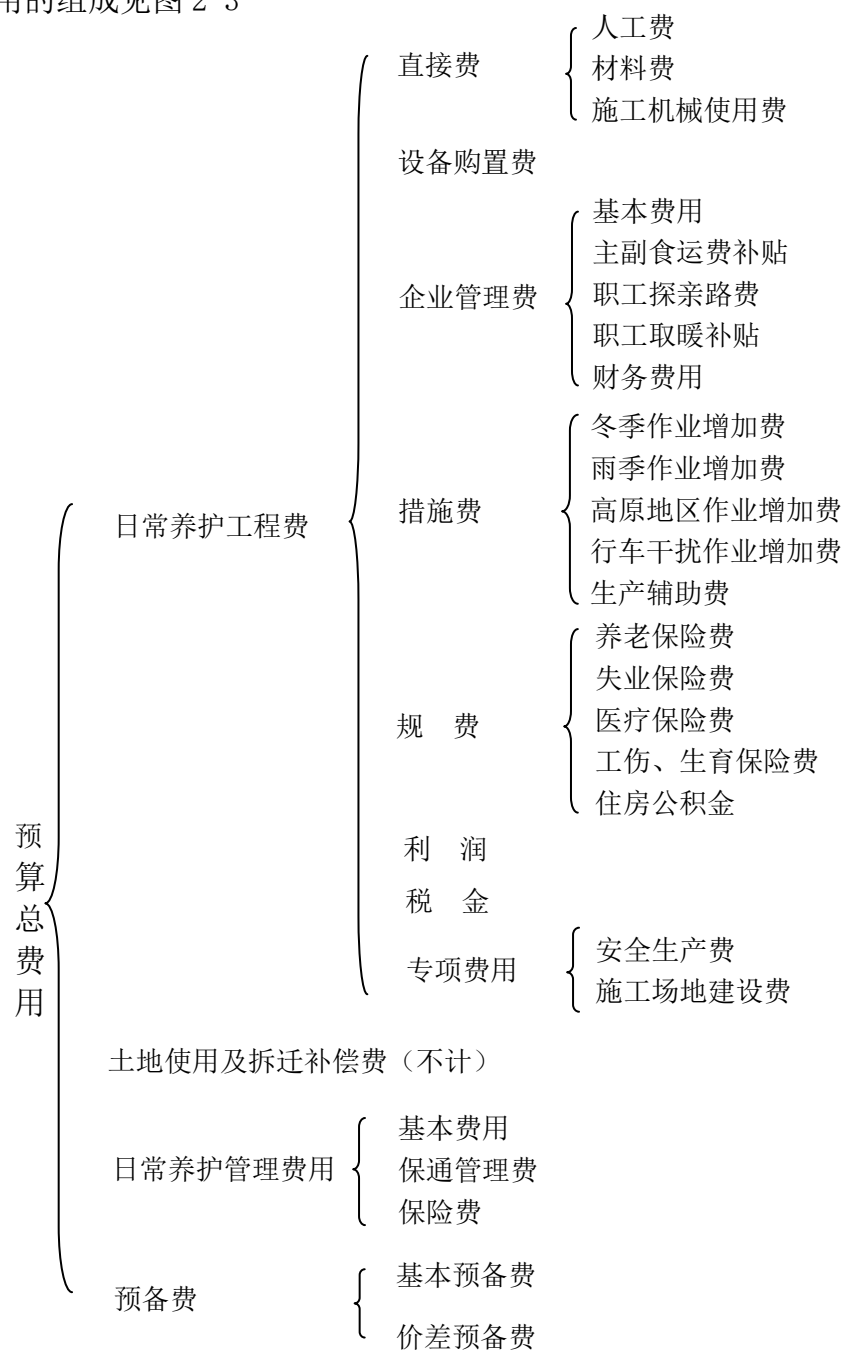 用的组成见图 2-3
预算总费用
日常养护工程费
直接费
人工费
材料费
施工机械使用费
设备购置费
企业管理费
基本费用
主副食运费补贴
职工探亲路费
职工取暖补贴
财务费用
措施费
冬季作业增加费
雨季作业增加费
高原地区作业增加费
行车干扰作业增加费
生产辅助费
规 费
养老保险费
失业保险费
医疗保险费
工伤、生育保险费
住房公积金
利 润
税 金
专项费用
安全生产费
施工场地建设费
土地使用及拆迁补偿费（不计）
日常养护管理费用
基本费用
保通管理费
保险费
预备费
基本预备费
价差预备费